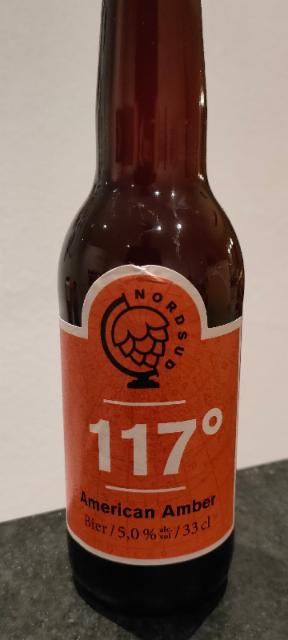 NORDSUD
117°
American Amber
Bier / 5,0 % alc. vol / 33 cl